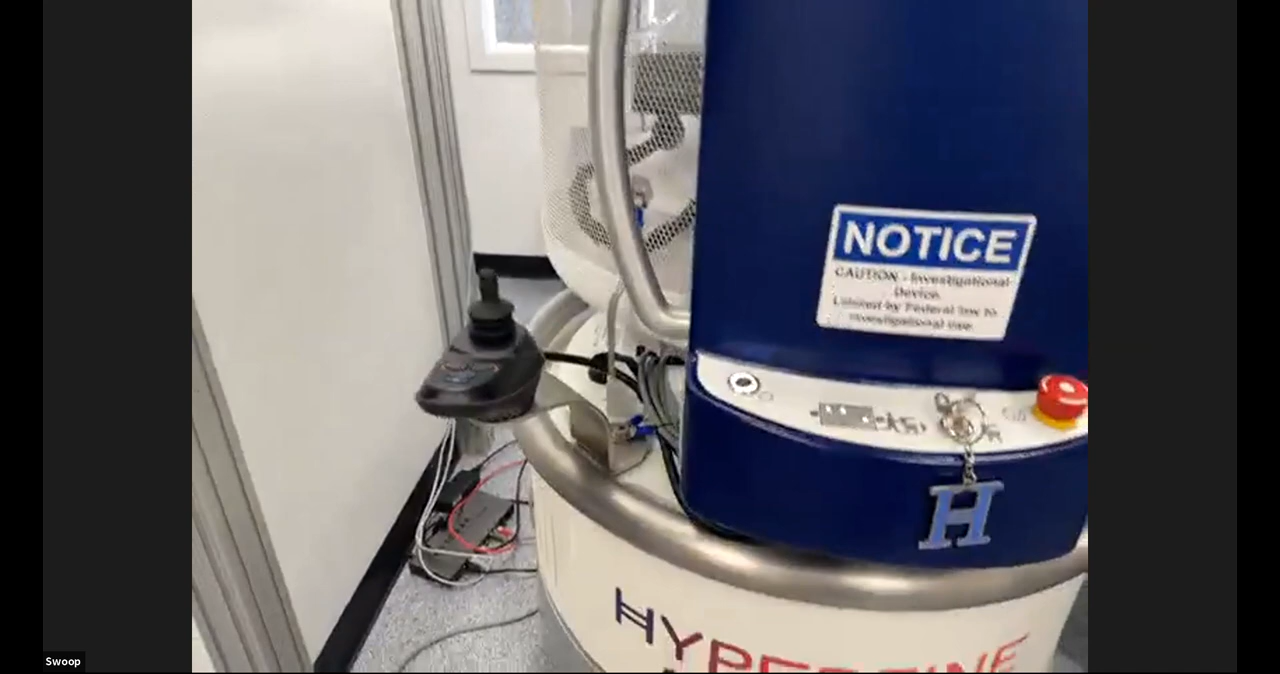 NOTICE
CAUTION - Investigational
Device.
Limited by Federal law to
investigational use.
H
HYPERFINE
Swoop